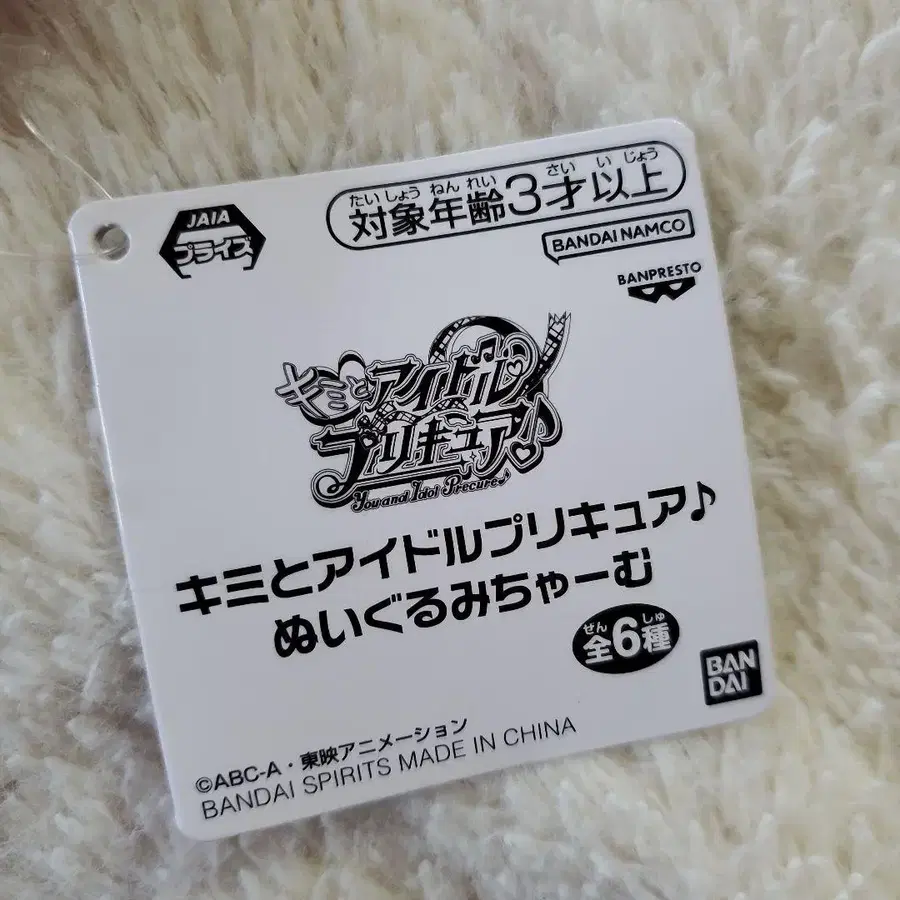 JAIA
プライズ
たいしょうねんれい さい いじょう
対象年齢3才以上
BANDAI NAMCO
BANPRESTO
キミとアイドル
プリキュア♪
You and Idol Precure♪
キミとアイドルプリキュア♪
ぬいぐるみちゃーむ
ぜん しゅ
全6種
BAN
DAI
©ABC-A・東映アニメーション
BANDAI SPIRITS MADE IN CHINA